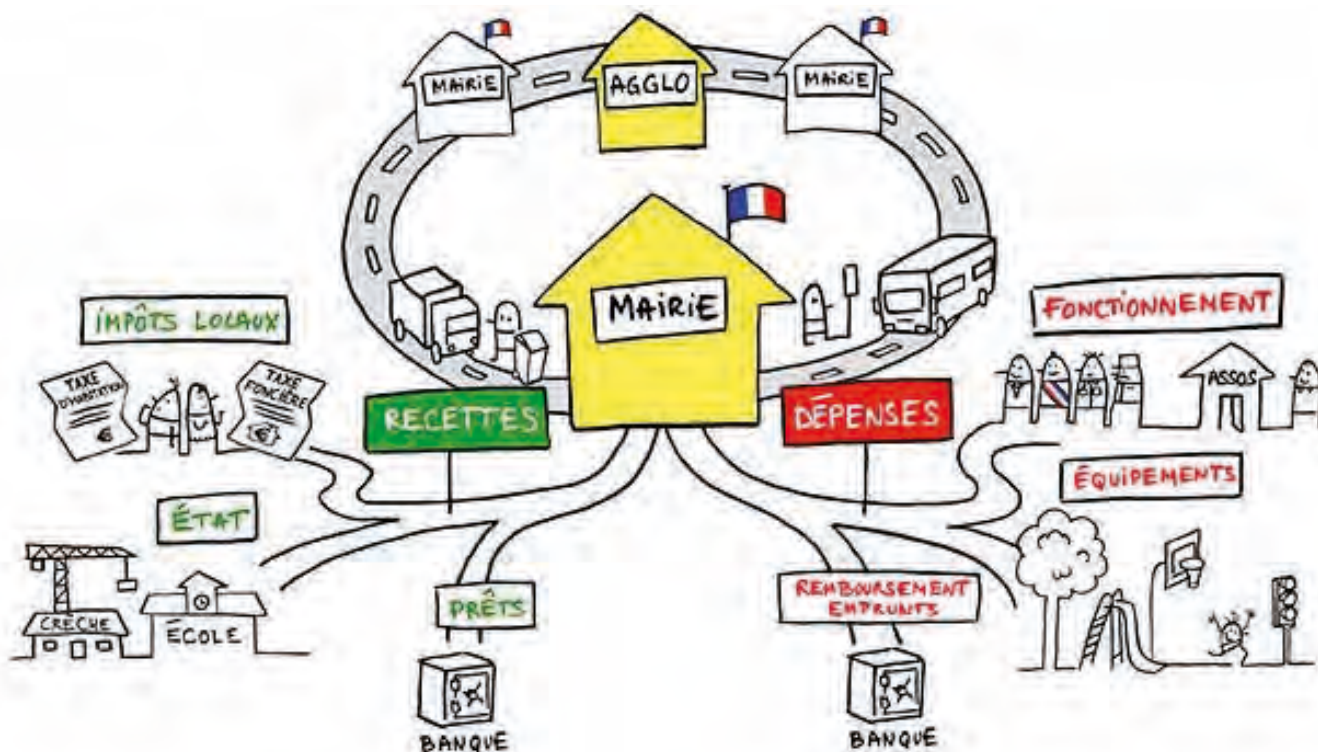 MAIRIE
AGGLO
MAIRIE
MAIRIE
IMPÔTS LOCAUX
TAXE
D'HABITATION
€
TAXE
FONCIÈRE
€
RECETTES
DÉPENSES
FONCTIONNEMENT
ASSOS
ÉTAT
CRÈCHE
ÉCOLE
PRÊTS
BANQUE
ÉQUIPEMENTS
REMBOURSEMENT
EMPRUNTS
BANQUE